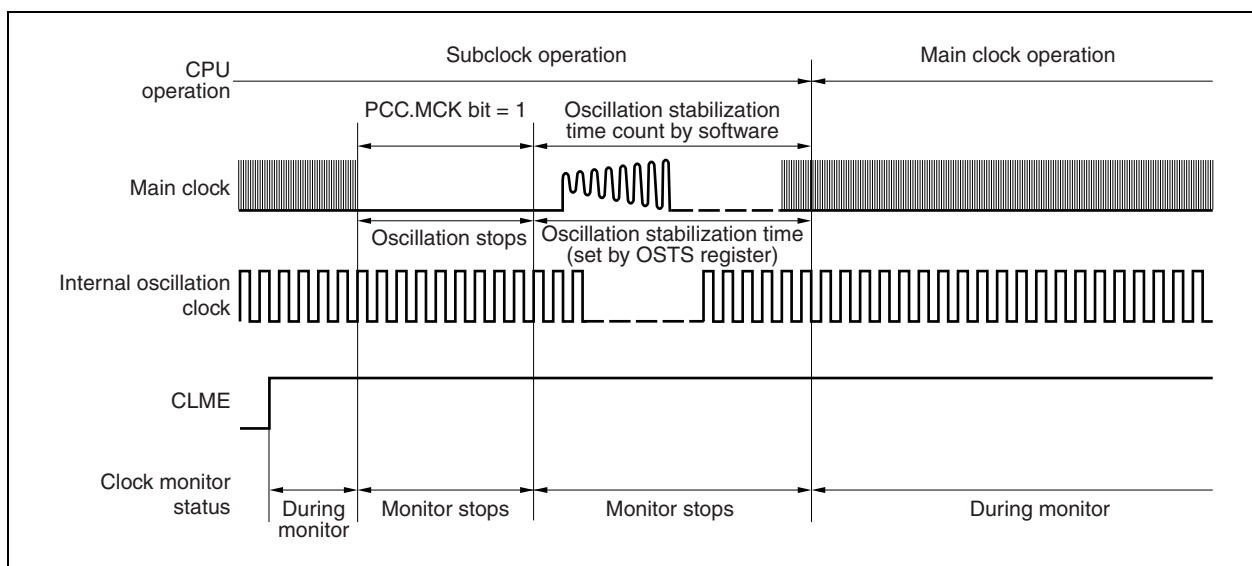 Subclock operation
Main clock operation
CPU
operation
PCC.MCK bit = 1
Oscillation stabilization
time count by software
Main clock
Oscillation stops
Oscillation stabilization time
(set by OSTS register)
Internal oscillation
clock
CLME
Clock monitor
status
During
monitor
Monitor stops
Monitor stops
During monitor